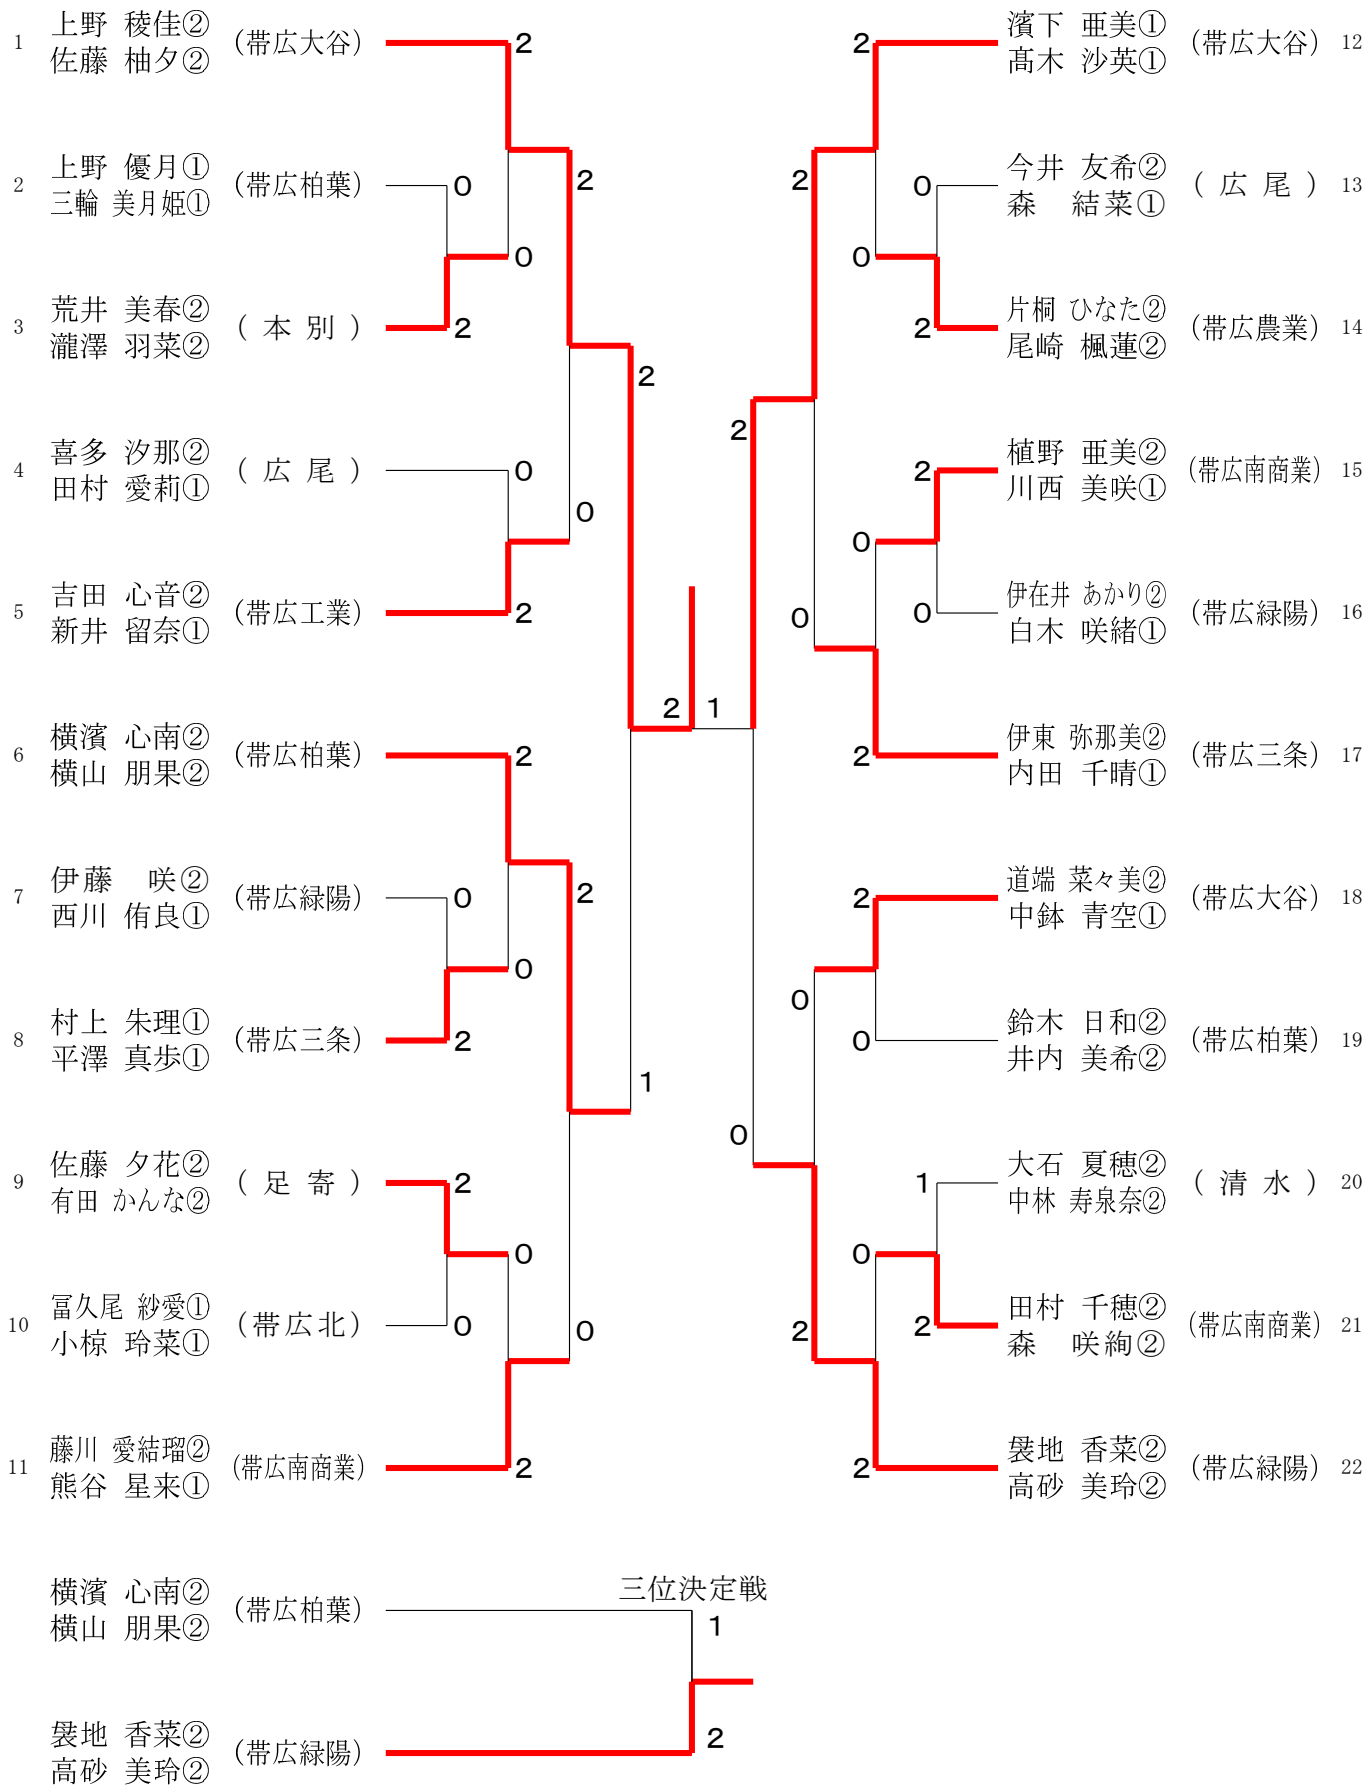 1 上野 稜佳② (帯広大谷) 2
佐藤 柚夕②
2 上野 優月① (帯広柏葉) 0
三輪 美月姫①
2
0
3 荒井 美春② ( 本 別 ) 2
瀧澤 羽菜②
2
4 喜多 汐那② ( 広 尾 ) 0
田村 愛莉①
0
5 吉田 心音② (帯広工業) 2
新井 留奈①
2 1
6 横濱 心南② (帯広柏葉) 2
横山 朋果②
7 伊藤 咲② (帯広緑陽) 0
西川 侑良①
2
0
8 村上 朱理① (帯広三条) 2
平澤 真歩①
1
9 佐藤 夕花② ( 足 寄 ) 2
有田 かんな②
0
10 冨久尾 紗愛① (帯広北) 0
小椋 玲菜①
0
11 藤川 愛結瑠② (帯広南商業) 2
熊谷 星来①
2 濱下 亜美① (帯広大谷) 12
髙木 沙英①
2
0 今井 友希② ( 広 尾 ) 13
森 結菜①
0
2 片桐 ひなた② (帯広農業) 14
尾崎 楓蓮②
2
2 植野 亜美② (帯広南商業) 15
川西 美咲①
0
0 伊在井 あかり② (帯広緑陽) 16
白木 咲緒①
0
2 伊東 弥那美② (帯広三条) 17
内田 千晴①
2 道端 菜々美② (帯広大谷) 18
中鉢 青空①
0
0 鈴木 日和② (帯広柏葉) 19
井内 美希②
0
1 大石 夏穂② ( 清 水 ) 20
中林 寿泉奈②
0
2 田村 千穂② (帯広南商業) 21
森 咲絢②
2
2 袰地 香菜② (帯広緑陽) 22
高砂 美玲②
三位決定戦
横濱 心南② (帯広柏葉) 1
横山 朋果②
袰地 香菜② (帯広緑陽) 2
高砂 美玲②